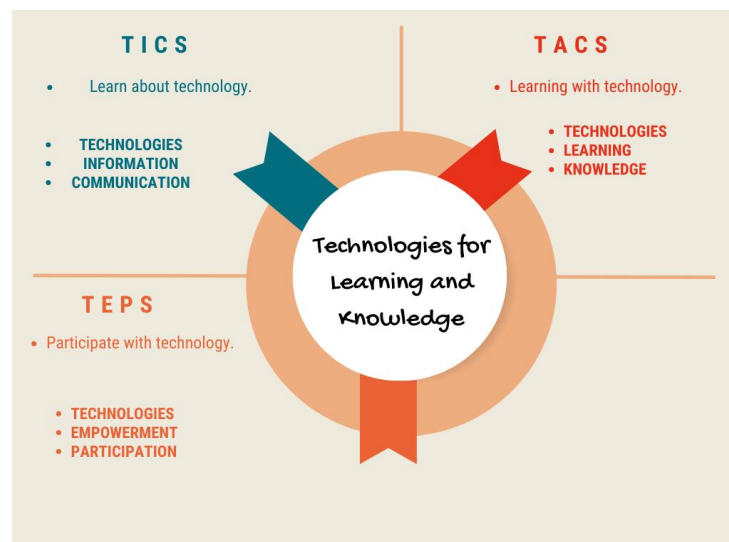 TICS
• Learn about technology.
• TECHNOLOGIES
• INFORMATION
• COMMUNICATION
TACS
• Learning with technology.
• TECHNOLOGIES
• LEARNING
• KNOWLEDGE
Technologies for
Learning and
Knowledge
TEPS
• Participate with technology.
• TECHNOLOGIES
• EMPOWERMENT
• PARTICIPATION